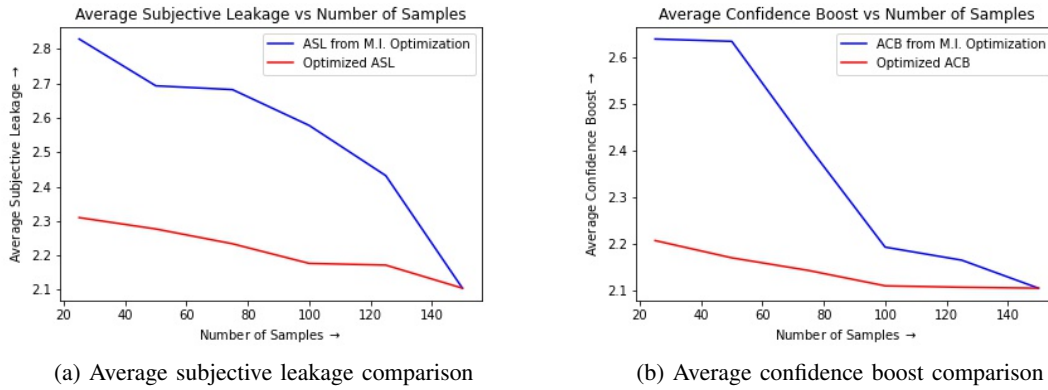 Average Subjective Leakage vs Number of Samples
ASL from M.I. Optimization
Optimized ASL
Average Subjective Leakage →
2.8
2.7
2.6
2.5
2.4
2.3
2.2
2.1
20 40 60 80 100 120 140
Number of Samples →
(a) Average subjective leakage comparison
Average Confidence Boost vs Number of Samples
ACB from M.I. Optimization
Optimized ACB
Average Confidence Boost →
2.6
2.5
2.4
2.3
2.2
2.1
20 40 60 80 100 120 140
Number of Samples →
(b) Average confidence boost comparison